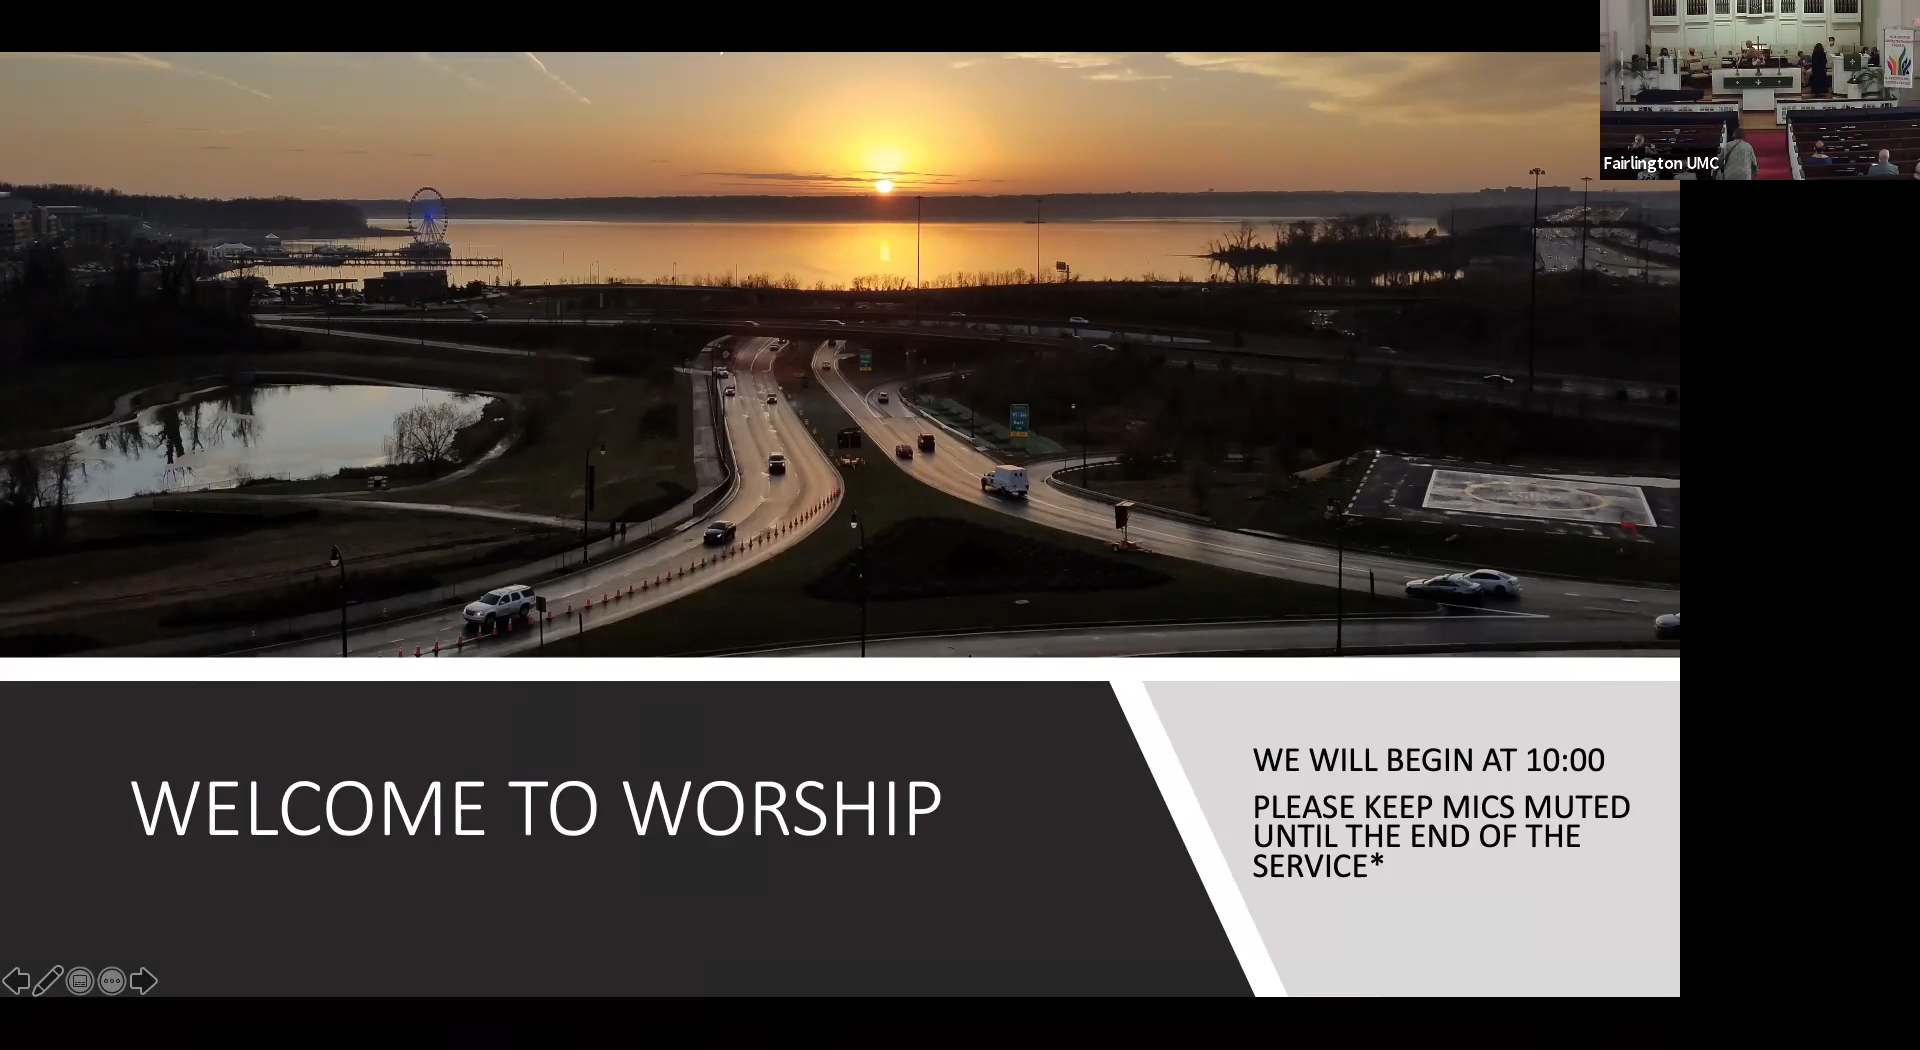 Fairlington UMC
WELCOME TO WORSHIP
WE WILL BEGIN AT 10:00
PLEASE KEEP MICS MUTED
UNTIL THE END OF THE
SERVICE*